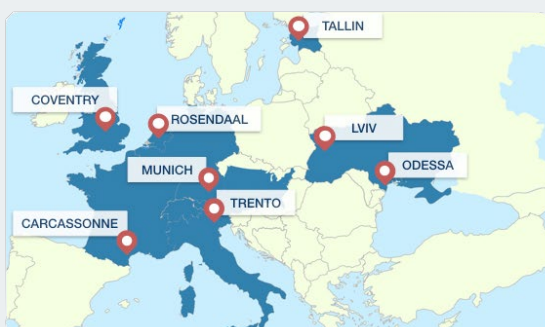 TALLIN
COVENTRY
ROSENDAAL
LVIV
MUNICH
ODESSA
TRENTO
CARCASSONNE